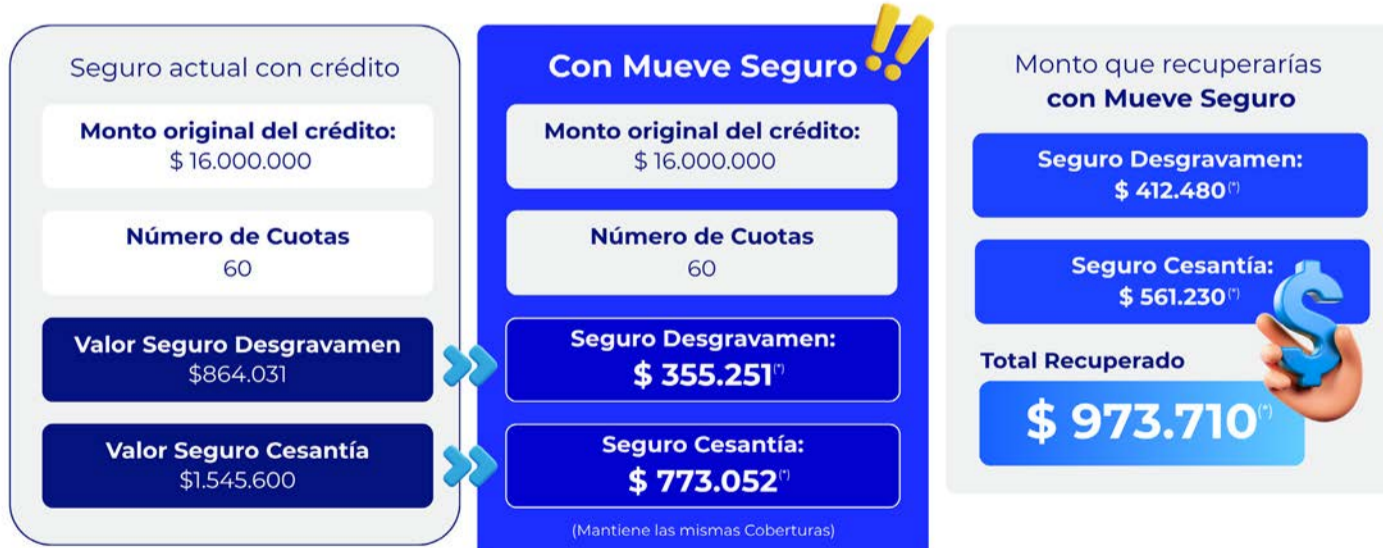 Seguro actual con crédito
Monto original del crédito:
$ 16.000.000
Número de Cuotas
60
Valor Seguro Desgravamen
$864.031
Valor Seguro Cesantía
$1.545.600
Con Mueve Seguro
Monto original del crédito:
$ 16.000.000
Número de Cuotas
60
Seguro Desgravamen:
$ 355.251(*)
Seguro Cesantía:
$ 773.052(*)
(Mantiene las mismas Coberturas)
Monto que recuperarías
con Mueve Seguro
Seguro Desgravamen:
$ 412.480(*)
Seguro Cesantía:
$ 561.230(*)
Total Recuperado
$ 973.710(*)